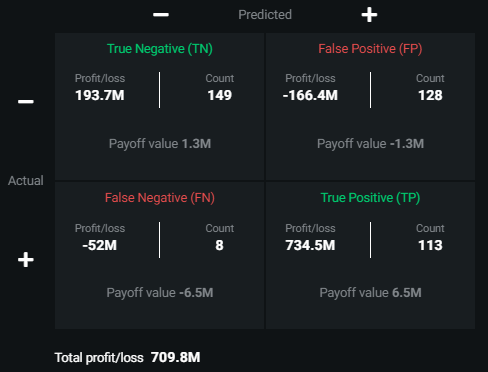 − Predicted +
True Negative (TN) False Positive (FP)
Profit/loss Count Profit/loss Count
193.7M 149 -166.4M 128
−
Payoff value 1.3M Payoff value -1.3M
Actual
False Negative (FN) True Positive (TP)
Profit/loss Count Profit/loss Count
-52M 8 734.5M 113
+
Payoff value -6.5M Payoff value 6.5M
Total profit/loss 709.8M